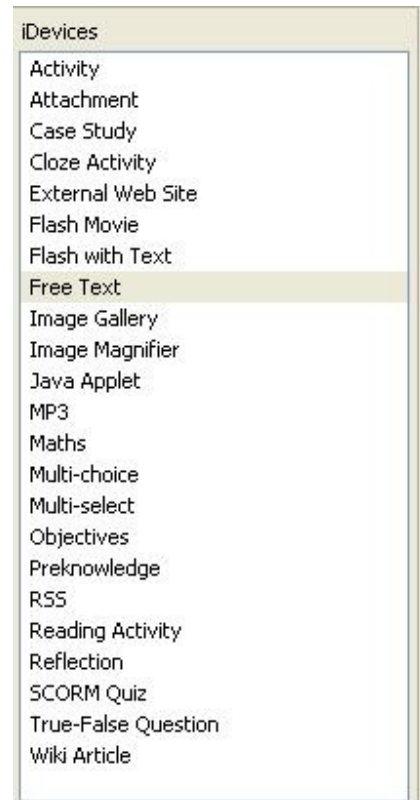 iDevices
Activity
Attachment
Case Study
Cloze Activity
External Web Site
Flash Movie
Flash with Text
Free Text
Image Gallery
Image Magnifier
Java Applet
MP3
Maths
Multi-choice
Multi-select
Objectives
Preknowledge
RSS
Reading Activity
Reflection
SCORM Quiz
True-False Question
Wiki Article